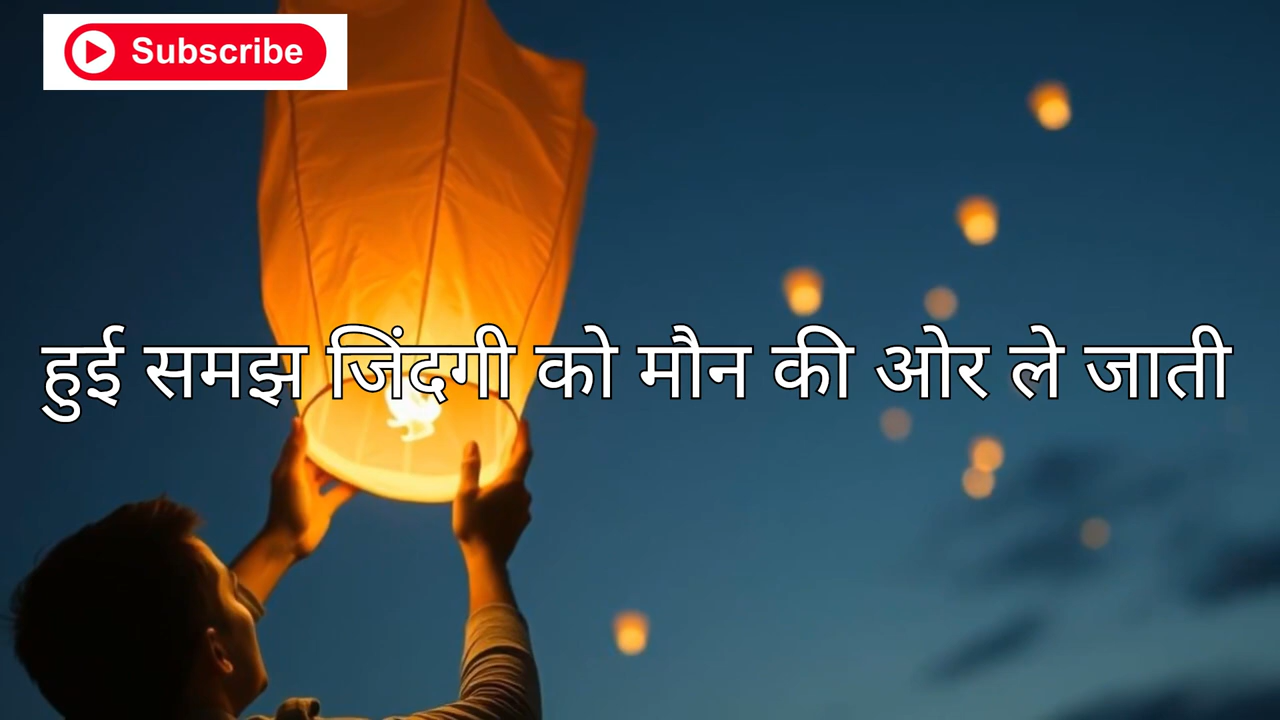 Subscribe
हुई समझ जिंदगी को मौन की ओर ले जाती